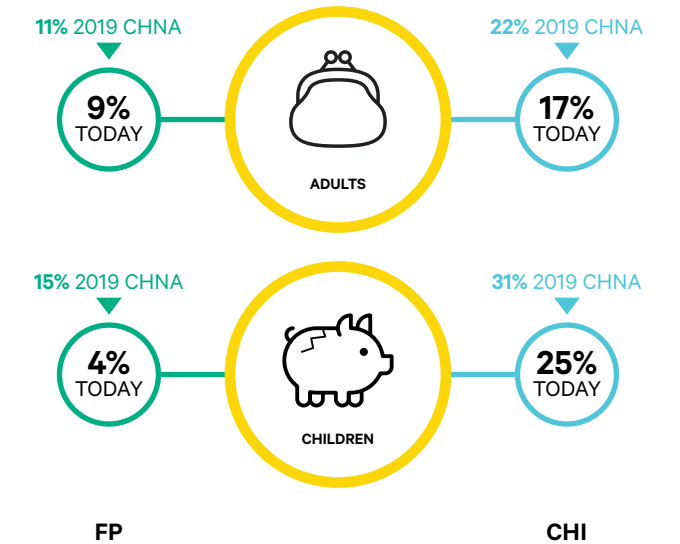 11% 2019 CHNA
22% 2019 CHNA
9%
TODAY
17%
TODAY
ADULTS
15% 2019 CHNA
31% 2019 CHNA
4%
TODAY
25%
TODAY
CHILDREN
FP
CHI